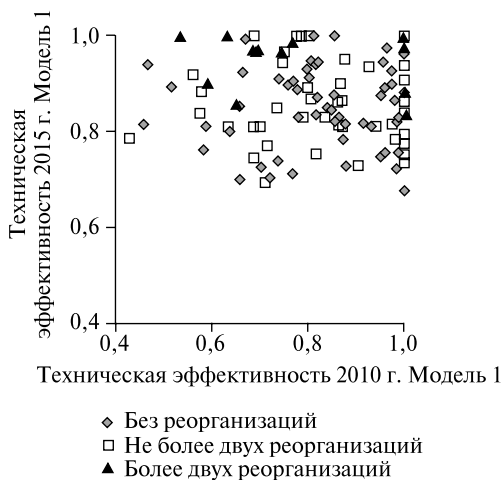 Техническая
эффективность 2015 г. Модель 1
1,0
0,8
0,6
0,4
0,4
0,6
0,8
1,0
Техническая эффективность 2010 г. Модель 1
Без реорганизаций
Не более двух реорганизаций
Более двух реорганизаций